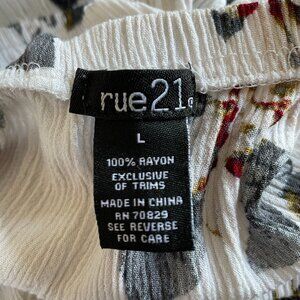 rue21
L
100% RAYON
EXCLUSIVE
OF TRIMS
MADE IN CHINA
RN 70829
SEE REVERSE
FOR CARE